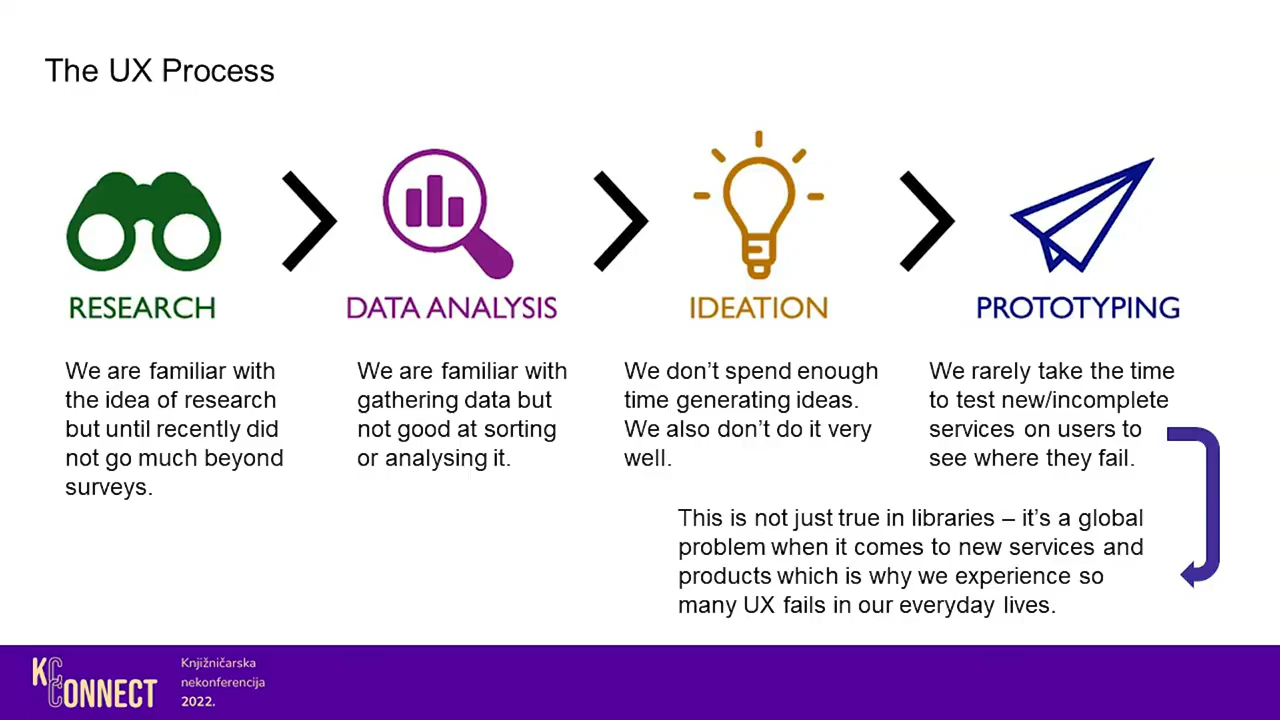 The UX Process
RESEARCH
DATA ANALYSIS
IDEATION
PROTOTYPING
We are familiar with
the idea of research
but until recently did
not go much beyond
surveys.
We are familiar with
gathering data but
not good at sorting
or analysing it.
We don't spend enough
time generating ideas.
We also don't do it very
well.
We rarely take the time
to test new/incomplete
services on users to
see where they fail.
This is not just true in libraries – it's a global
problem when it comes to new services and
products which is why we experience so
many UX fails in our everyday lives.
KC
CONNECT
Knjižničarska
nekonferencija
2022.